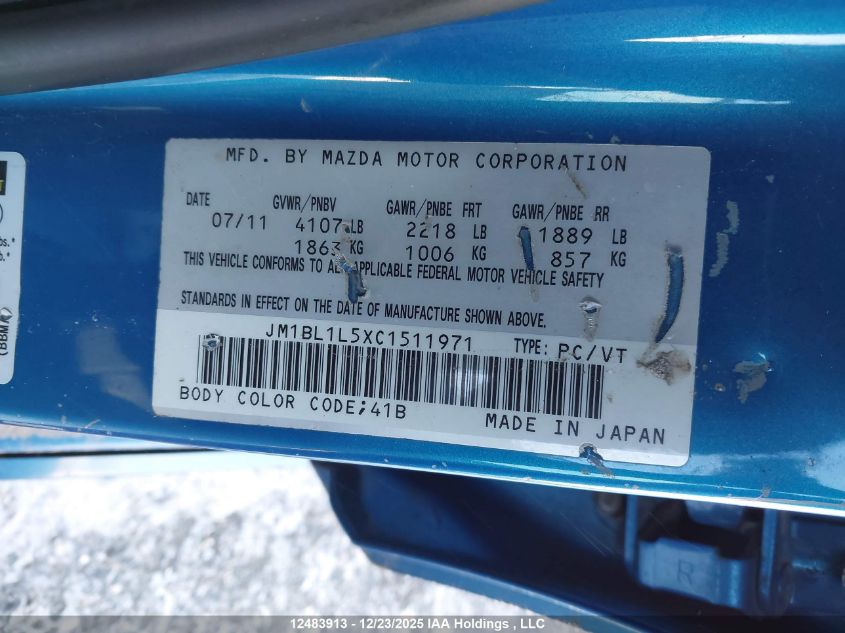 MFD. BY MAZDA MOTOR CORPORATION
DATE GVWR/PNBV GAWR/PNBE FRT GAWR/PNBE RR
07/11 4107LB 2218 LB 1889 LB
1863 KG 1006 KG 857 KG
THIS VEHICLE CONFORMS TO ALL APPLICABLE FEDERAL MOTOR VEHICLE SAFETY
STANDARDS IN EFFECT ON THE DATE OF MANUFACTURE SHOWN ABOVE.
JM1BL1L5XC1511971 TYPE: PC/VT
BODY COLOR CODE;41B
MADE IN JAPAN
(BBM
R
12483913 - 12/23/2025 IAA Holdings , LLC